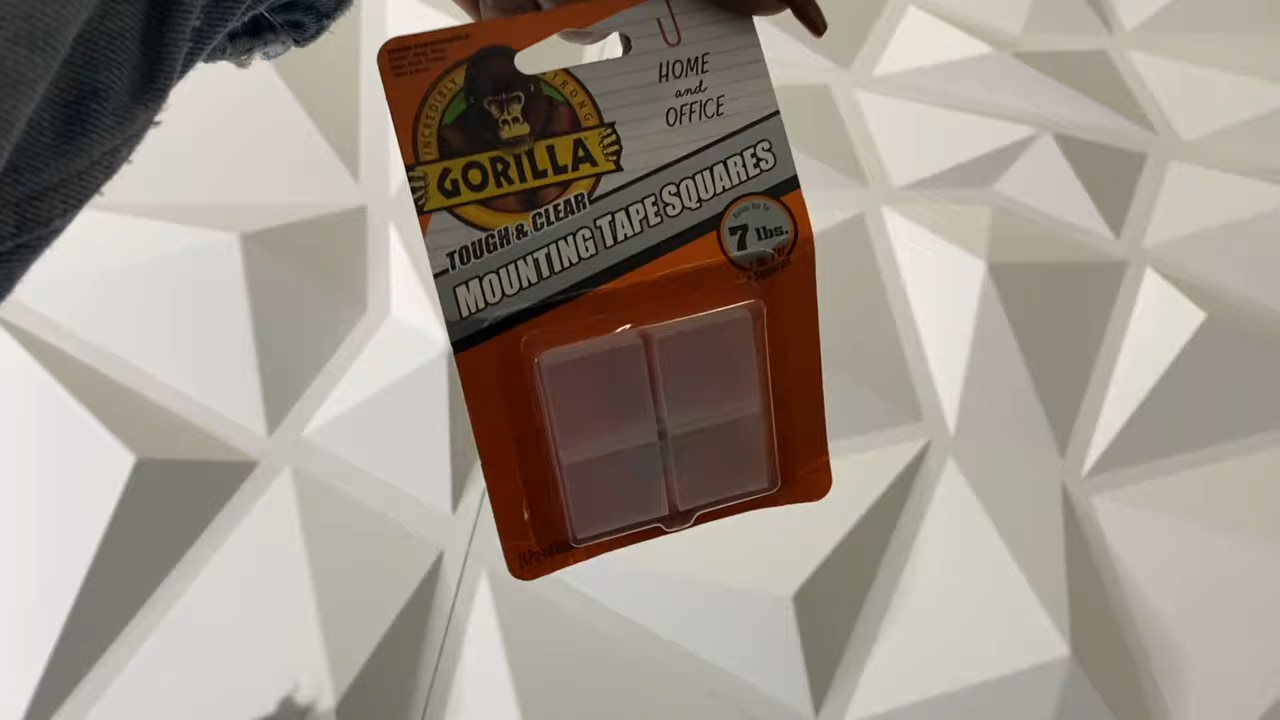 INCREDIBLY STRONG
GORILLA
HOME
and
OFFICE
TOUGH & CLEAR
MOUNTING TAPE SQUARES
7 lbs.